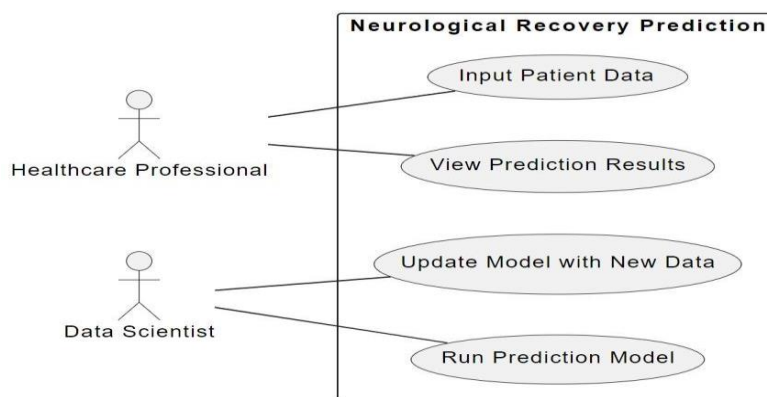 Neurological Recovery Prediction
Input Patient Data
Healthcare Professional
View Prediction Results
Update Model with New Data
Data Scientist
Run Prediction Model